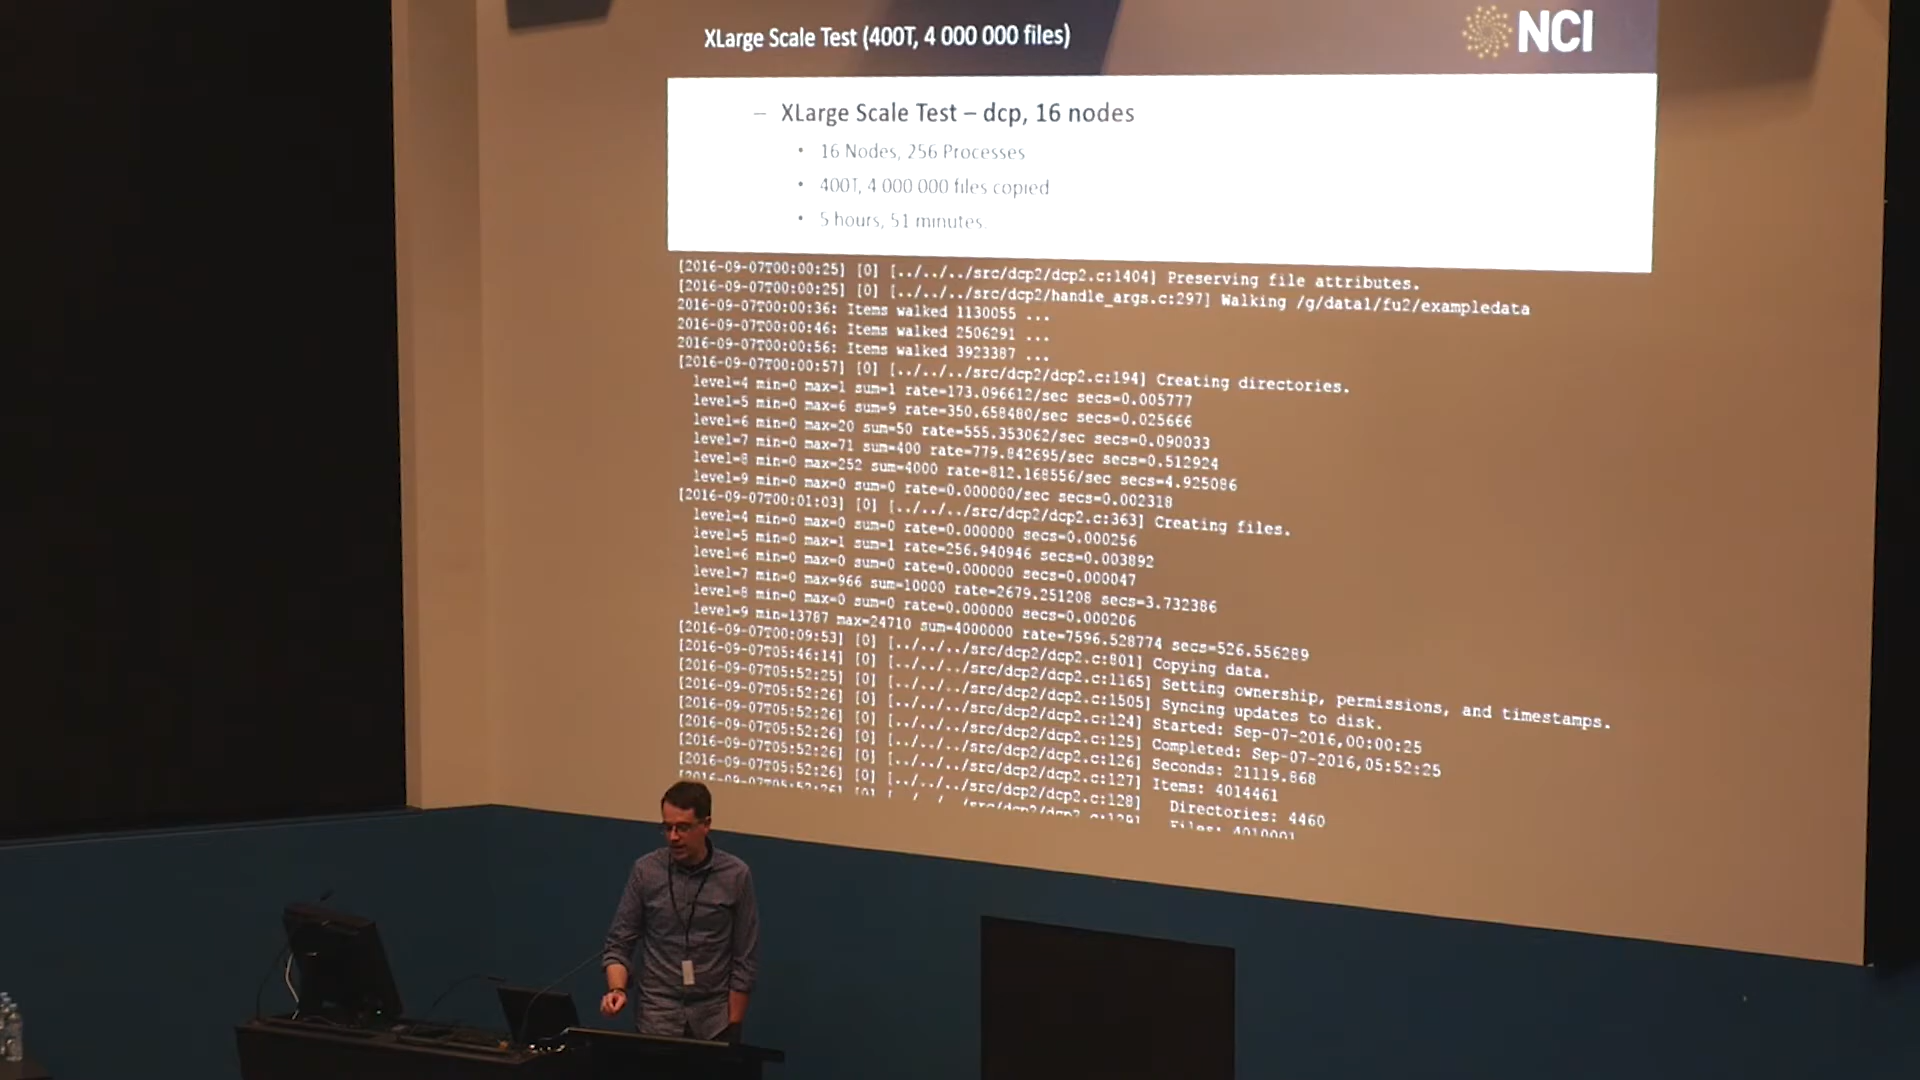 XLarge Scale Test (400T, 4 000 000 files)
NCI
– XLarge Scale Test – dcp, 16 nodes
• 16 Nodes, 256 Processes
• 400T, 4 000 000 files copied
• 5 hours, 51 minutes.
[2016-09-07T00:00:25] [0] [../../../src/dcp2/dcp2.c:1404] Preserving file attributes.
[2016-09-07T00:00:25] [0] [../../../src/dcp2/handle_args.c:297] Walking /g/data1/fu2/exampledata
2016-09-07T00:00:36: Items walked 1130055 ...
2016-09-07T00:00:46: Items walked 2506291 ...
2016-09-07T00:00:56: Items walked 3923387 ...
[2016-09-07T00:00:57] [0] [../../../src/dcp2/dcp2.c:194] Creating directories.
level=4 min=0 max=1 sum=1 rate=173.096612/sec secs=0.005777
level=5 min=0 max=6 sum=9 rate=350.658480/sec secs=0.025666
level=6 min=0 max=20 sum=50 rate=555.353062/sec secs=0.090033
level=7 min=0 max=71 sum=400 rate=779.842695/sec secs=0.512924
level=8 min=0 max=252 sum=4000 rate=812.168556/sec secs=4.925086
level=9 min=0 max=0 sum=0 rate=0.000000/sec secs=0.002318
[2016-09-07T00:01:03] [0] [../../../src/dcp2/dcp2.c:363] Creating files.
level=4 min=0 max=0 sum=0 rate=0.000000 secs=0.000256
level=5 min=0 max=1 sum=1 rate=256.940946 secs=0.003892
level=6 min=0 max=0 sum=0 rate=0.000000 secs=0.000047
level=7 min=0 max=966 sum=10000 rate=2679.251208 secs=3.732386
level=8 min=0 max=0 sum=0 rate=0.000000 secs=0.000206
level=9 min=13787 max=24710 sum=4000000 rate=7596.528774 secs=526.556289
[2016-09-07T00:09:53] [0] [../../../src/dcp2/dcp2.c:801] Copying data.
[2016-09-07T05:46:14] [0] [../../../src/dcp2/dcp2.c:1165] Setting ownership, permissions, and timestamps.
[2016-09-07T05:52:25] [0] [../../../src/dcp2/dcp2.c:1505] Syncing updates to disk.
[2016-09-07T05:52:26] [0] [../../../src/dcp2/dcp2.c:124] Started: Sep-07-2016,00:00:25
[2016-09-07T05:52:26] [0] [../../../src/dcp2/dcp2.c:125] Completed: Sep-07-2016,05:52:25
[2016-09-07T05:52:26] [0] [../../../src/dcp2/dcp2.c:126] Seconds: 21119.868
[2016-09-07T05:52:26] [0] [../../../src/dcp2/dcp2.c:127] Items: 4014461
[2016-09-07T05:52:26] [0] [../../../src/dcp2/dcp2.c:128] Directories: 4460
[2016-09-07T05:52:26] [0] [../../../src/dcp2/dcp2.c:129] Files: 4010001